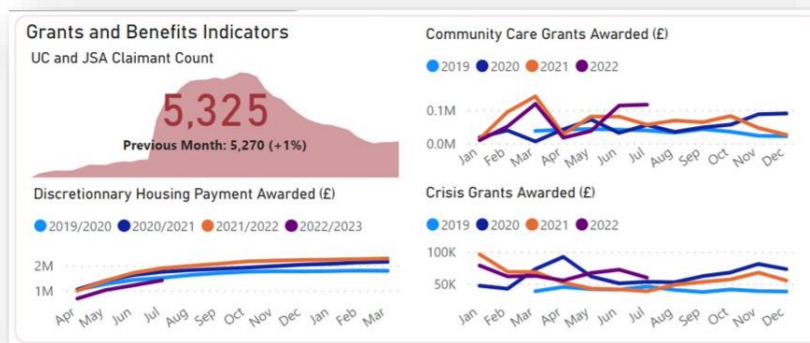 Grants and Benefits Indicators
UC and JSA Claimant Count
5,325
Previous Month: 5,270 (+1%)
Discretionnary Housing Payment Awarded (£)
2019/2020 2020/2021 2021/2022 2022/2023
2M
1M
Apr May Jun Jul Aug Sep Oct Nov Dec Jan Feb Mar
Community Care Grants Awarded (£)
2019 2020 2021 2022
0.1M
0.0M
Jan Feb Mar Apr May Jun Jul Aug Sep Oct Nov Dec
Crisis Grants Awarded (£)
2019 2020 2021 2022
100K
50K
Jan Feb Mar Apr May Jun Jul Aug Sep Oct Nov Dec